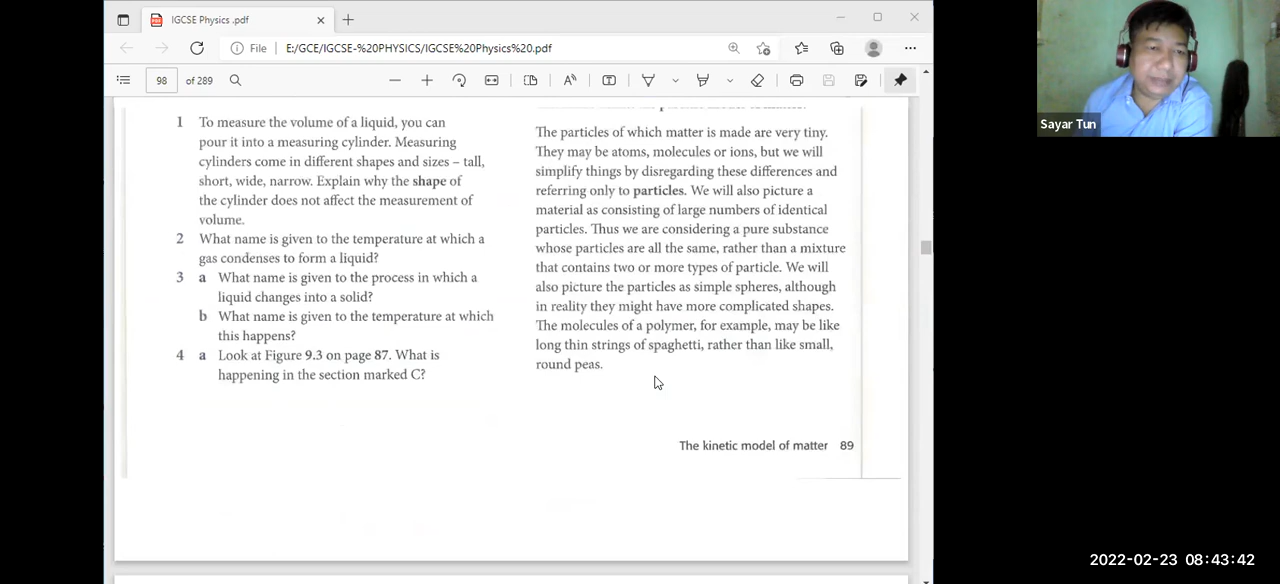 IGCSE Physics .pdf
File
E:/GCE/IGCSE-%20PHYSICS/IGCSE%20Physics%20.pdf
98
of 289
1 To measure the volume of a liquid, you can
pour it into a measuring cylinder. Measuring
cylinders come in different shapes and sizes – tall,
short, wide, narrow. Explain why the shape of
the cylinder does not affect the measurement of
volume.
2 What name is given to the temperature at which a
gas condenses to form a liquid?
3 a What name is given to the process in which a
liquid changes into a solid?
b What name is given to the temperature at which
this happens?
4 a Look at Figure 9.3 on page 87. What is
happening in the section marked C?
The particles of which matter is made are very tiny.
They may be atoms, molecules or ions, but we will
simplify things by disregarding these differences and
referring only to particles. We will also picture a
material as consisting of large numbers of identical
particles. Thus we are considering a pure substance
whose particles are all the same, rather than a mixture
that contains two or more types of particle. We will
also picture the particles as simple spheres, although
in reality they might have more complicated shapes.
The molecules of a polymer, for example, may be like
long thin strings of spaghetti, rather than like small,
round peas.
The kinetic model of matter 89
Sayar Tun
2022-02-23 08:43:42